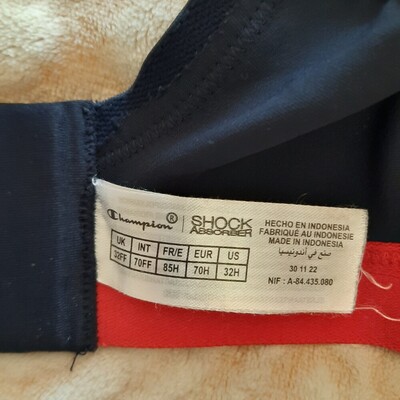 Champion® SHOCK ABSORBER
UK INT FR/E EUR US
32FF 70FF 85H 70H 32H
HECHO EN INDONESIA
FABRIQUÉ AU INDONESIE
MADE IN INDONESIA
صنع في أندونيسيا
30 11 22
NIF : A-84.435.080